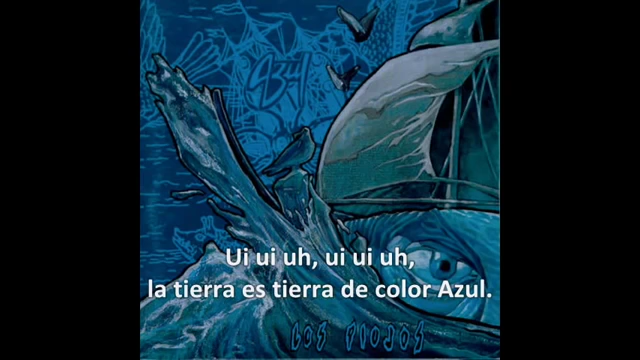 Ui ui uh, ui ui uh,
la tierra es tierra de color Azul.
LOS PIOJOS